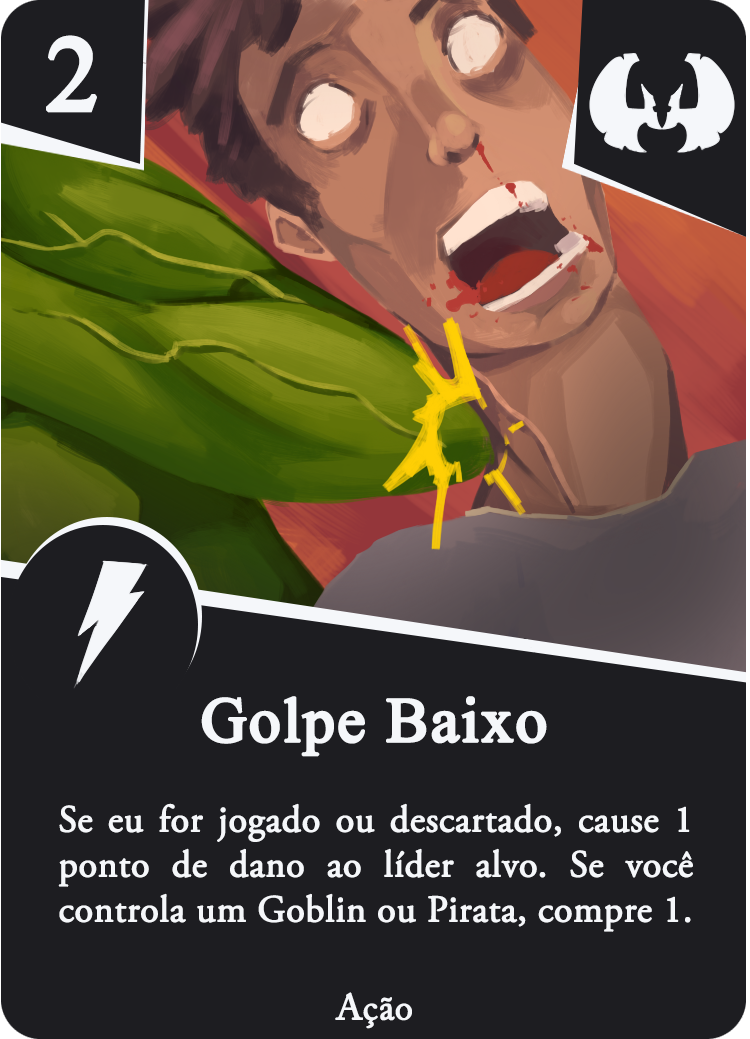 2
Golpe Baixo
Se eu for jogado ou descartado, cause 1
ponto de dano ao líder alvo. Se você
controla um Goblin ou Pirata, compre 1.
Ação